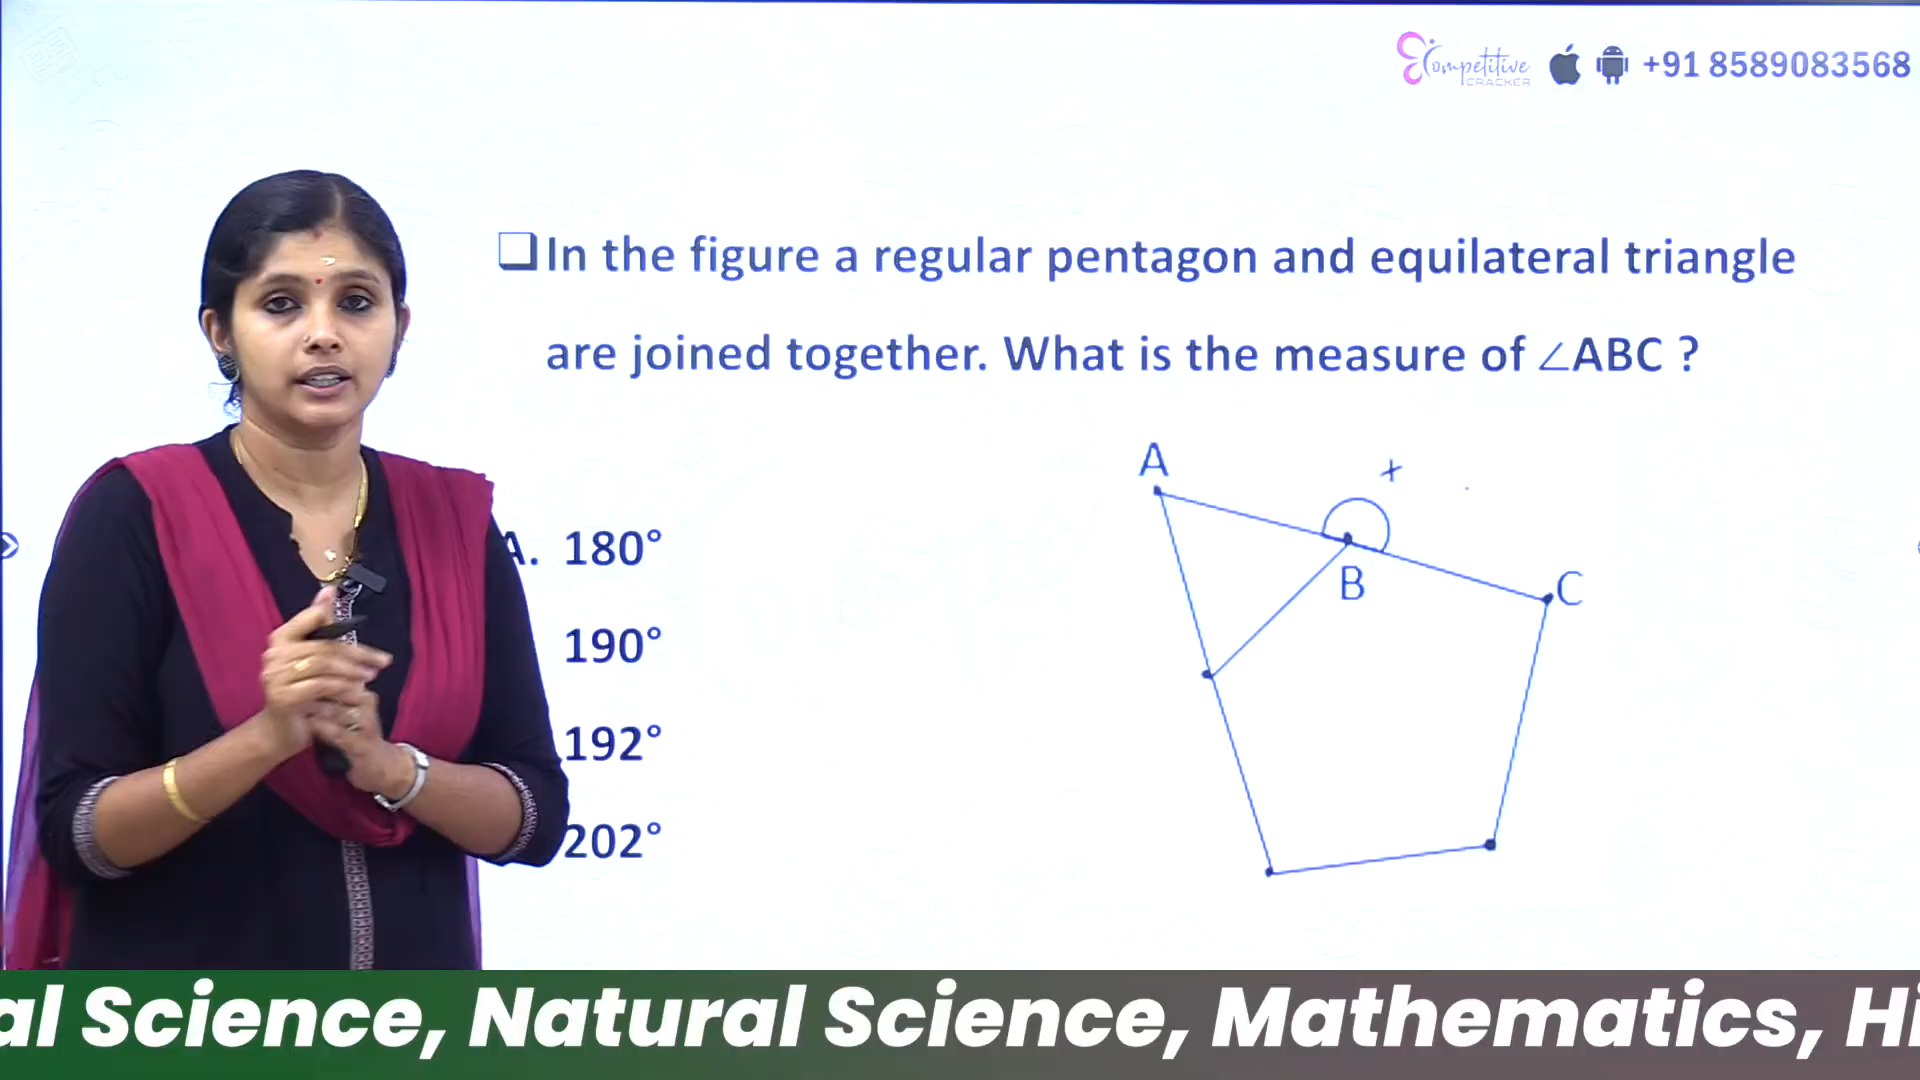 Competitive
CRACKER
+91 8589083568
In the figure a regular pentagon and equilateral triangle
are joined together. What is the measure of ∠ABC ?
A
+
B
C
A. 180°
190°
192°
202°
al Science, Natural Science, Mathematics, Hi